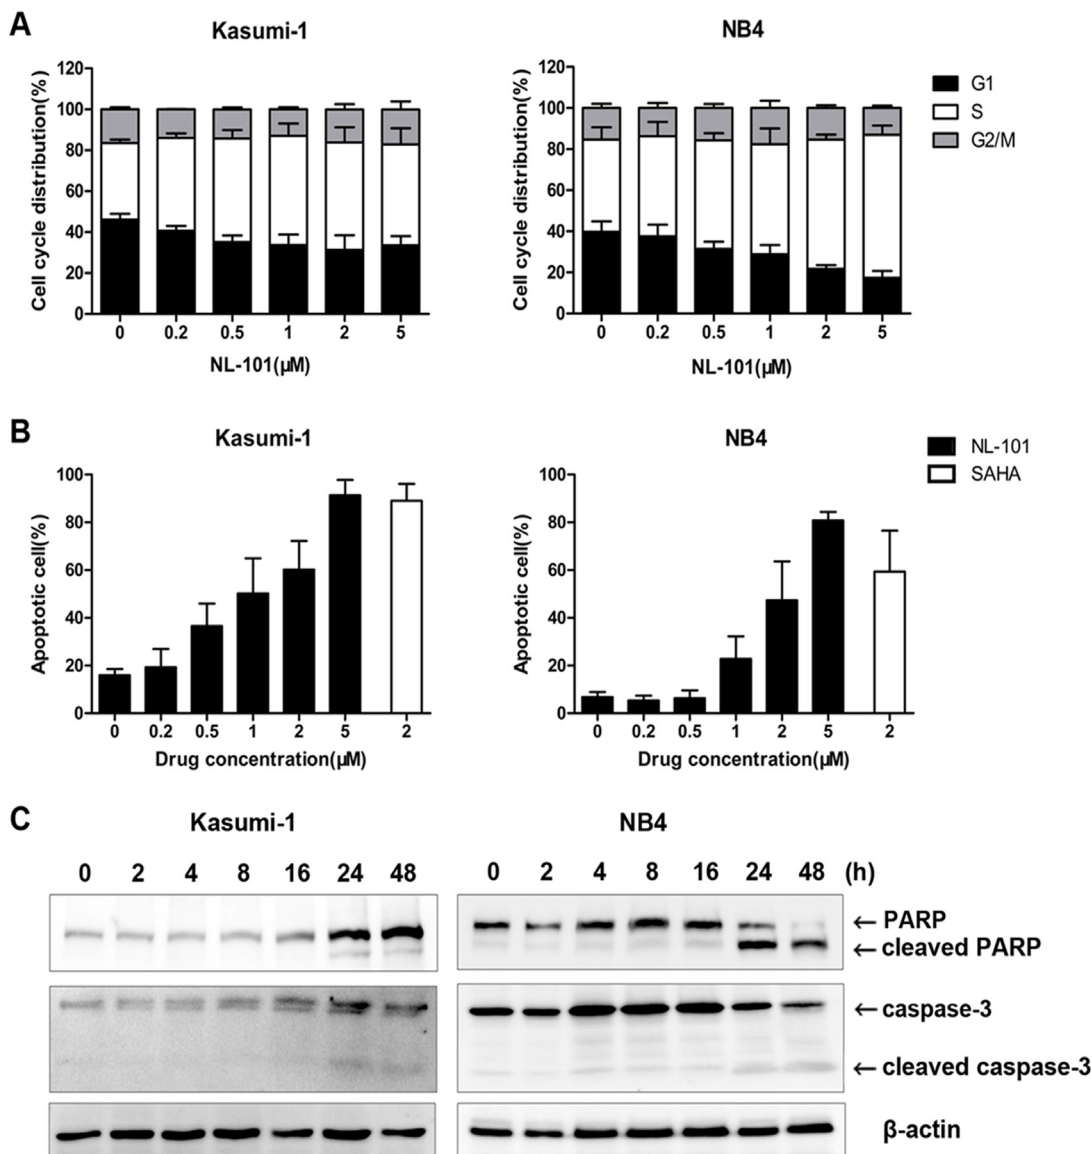 A
Kasumi-1
NB4
Cell cycle distribution(%)
120
100
80
60
40
20
0
0 0.2 0.5 1 2 5
NL-101(µM)
Cell cycle distribution(%)
120
100
80
60
40
20
0
0 0.2 0.5 1 2 5
NL-101(µM)
G1
S
G2/M
B
Kasumi-1
NB4
Apoptotic cell(%)
100
80
60
40
20
0
0 0.2 0.5 1 2 5 2
Drug concentration(µM)
Apoptotic cell(%)
100
80
60
40
20
0
0 0.2 0.5 1 2 5 2
Drug concentration(µM)
NL-101
SAHA
C
Kasumi-1
NB4
0 2 4 8 16 24 48
0 2 4 8 16 24 48 (h)
←PARP
←cleaved PARP
←caspase-3
←cleaved caspase-3
β-actin